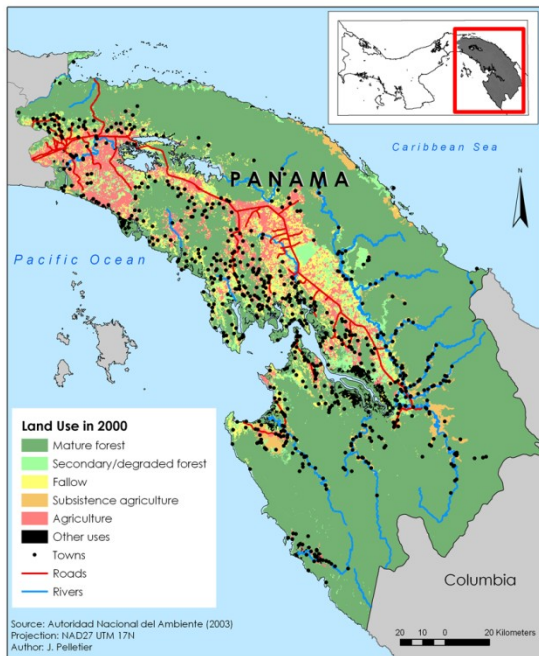 Caribbean Sea
PANAMA
Pacific Ocean
Land Use in 2000
Mature forest
Secondary/degraded forest
Fallow
Subsistence agriculture
Agriculture
Other uses
Towns
Roads
Rivers
Columbia
Source: Autoridad Nacional del Ambiente (2003)
Projection: NAD27 UTM 17N
Author: J. Pelletier
20 10 0 20 Kilometers